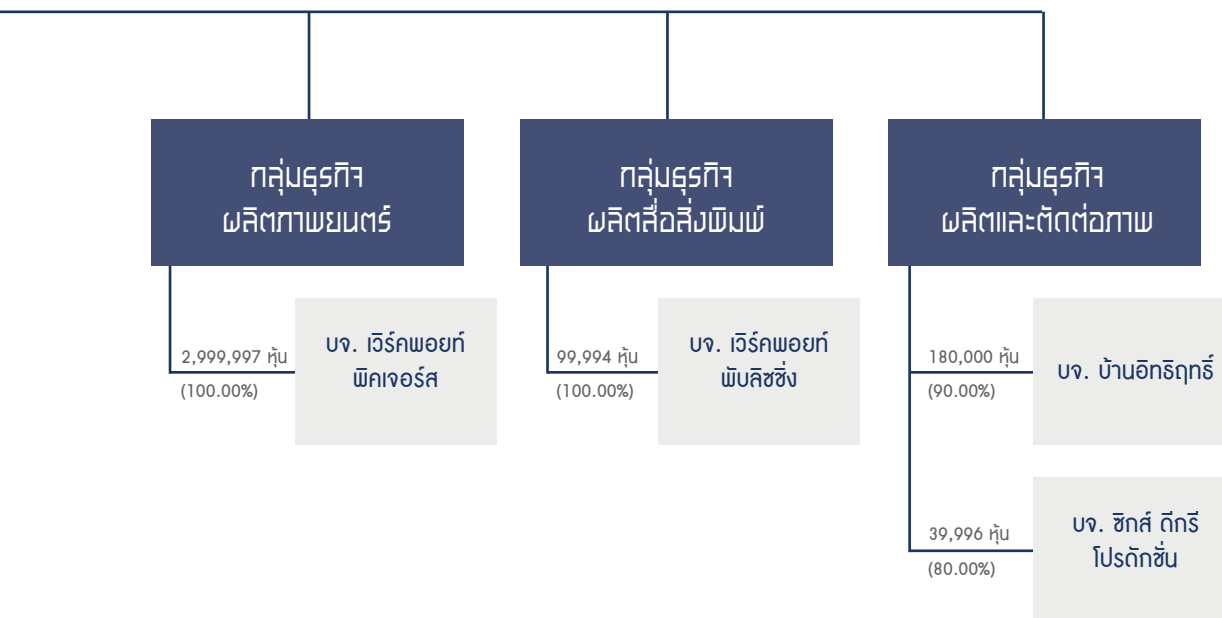 กลุ่มธุรกิจ
ผลิตภาพยนตร์
2,999,997 หุ้น
(100.00%)
บจ. เวิร์คพอยท์
พิคเจอร์ส
กลุ่มธุรกิจ
ผลิตสื่อสิ่งพิมพ์
99,994 หุ้น
(100.00%)
บจ. เวิร์คพอยท์
พับลิชชิ่ง
กลุ่มธุรกิจ
ผลิตและตัดต่อภาพ
180,000 หุ้น
(90.00%)
บจ. บ้านอิทธิฤทธิ์
39,996 หุ้น
(80.00%)
บจ. ซิกส์ ดีกรี
โปรดักชั่น